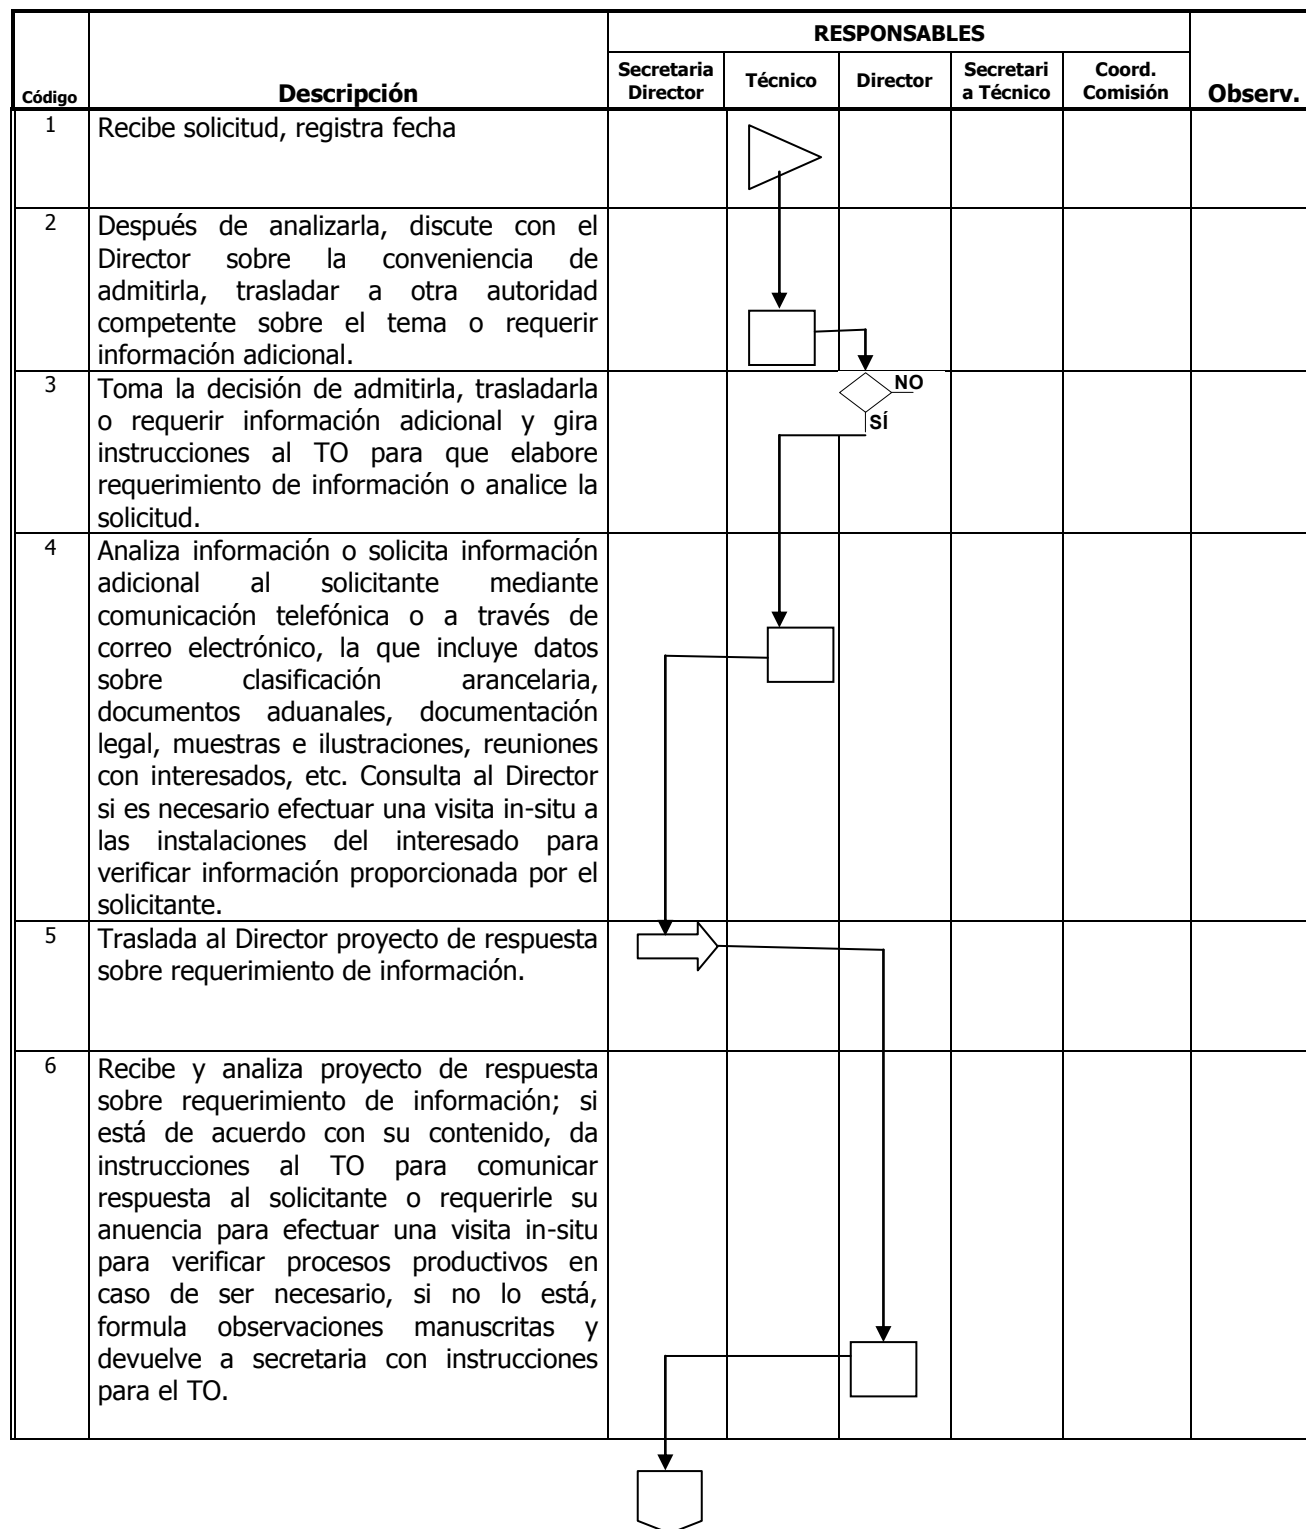 RESPONSABLES
Código
Descripción
Secretaria
Director
Técnico
Director
Secretari
a Técnico
Coord.
Comisión
Observ.
1
Recibe solicitud, registra fecha
2
Después de analizarla, discute con el
Director sobre la conveniencia de
admitirla, trasladar a otra autoridad
competente sobre el tema o requerir
información adicional.
3
Toma la decisión de admitirla, trasladarla
o requerir información adicional y gira
instrucciones al TO para que elabore
requerimiento de información o analice la
solicitud.
NO
SÍ
4
Analiza información o solicita información
adicional al solicitante mediante
comunicación telefónica o a través de
correo electrónico, la que incluye datos
sobre clasificación arancelaria,
documentos aduanales, documentación
legal, muestras e ilustraciones, reuniones
con interesados, etc. Consulta al Director
si es necesario efectuar una visita in-situ a
las instalaciones del interesado para
verificar información proporcionada por el
solicitante.
5
Traslada al Director proyecto de respuesta
sobre requerimiento de información.
6
Recibe y analiza proyecto de respuesta
sobre requerimiento de información; si
está de acuerdo con su contenido, da
instrucciones al TO para comunicar
respuesta al solicitante o requerirle su
anuencia para efectuar una visita in-situ
para verificar procesos productivos en
caso de ser necesario, si no lo está,
formula observaciones manuscritas y
devuelve a secretaria con instrucciones
para el TO.